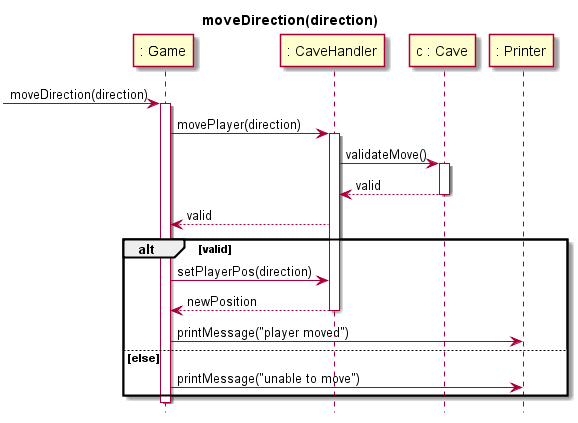 moveDirection(direction)
: Game
: CaveHandler
c : Cave
: Printer
moveDirection(direction)
movePlayer(direction)
validateMove()
valid
valid
alt [valid]
setPlayerPos(direction)
newPosition
printMessage("player moved")
[else]
printMessage("unable to move")